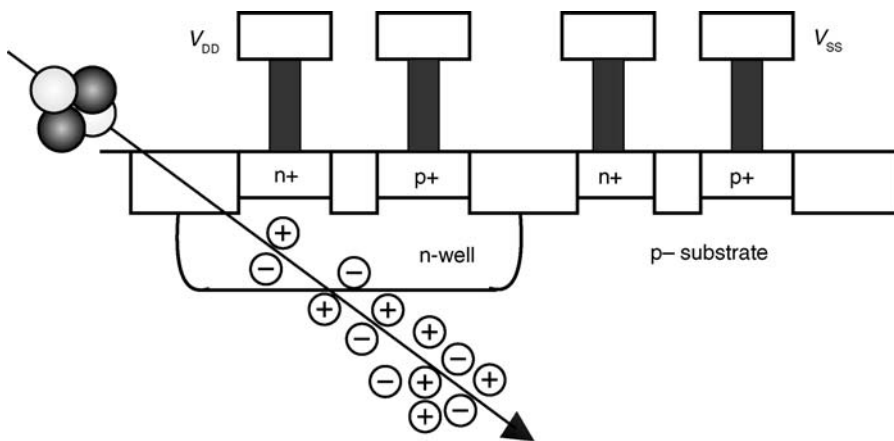 V_DD
V_SS
n+
p+
n+
p+
n-well
p– substrate
+
−
−
+
+
+
−
−
+
−
+
+
−